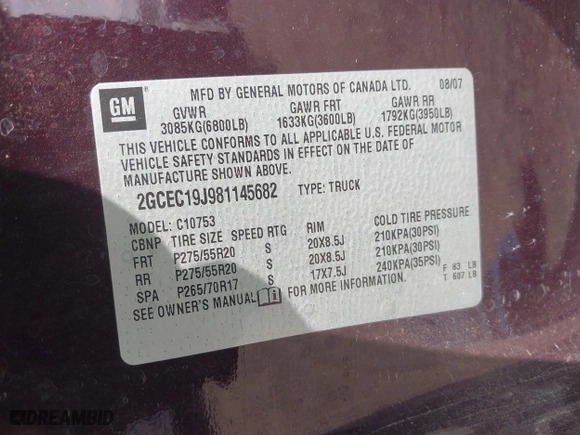 GM
MFD BY GENERAL MOTORS OF CANADA LTD. 08/07
GVWR GAWR FRT GAWR RR
3085KG(6800LB) 1633KG(3600LB) 1792KG(3950LB)
THIS VEHICLE CONFORMS TO ALL APPLICABLE U.S. FEDERAL MOTOR
VEHICLE SAFETY STANDARDS IN EFFECT ON THE DATE OF
MANUFACTURE SHOWN ABOVE.
2GCEC19J981145682 TYPE: TRUCK
MODEL: C10753
CBNP TIRE SIZE SPEED RTG RIM COLD TIRE PRESSURE
FRT P275/55R20 S 20X8.5J 210KPA(30PSI)
RR P275/55R20 S 20X8.5J 210KPA(30PSI)
SPA P265/70R17 S 17X7.5J 240KPA(35PSI) F 83 LB
SEE OWNER'S MANUAL i FOR MORE INFORMATION. T 607 LB
DREAMBID